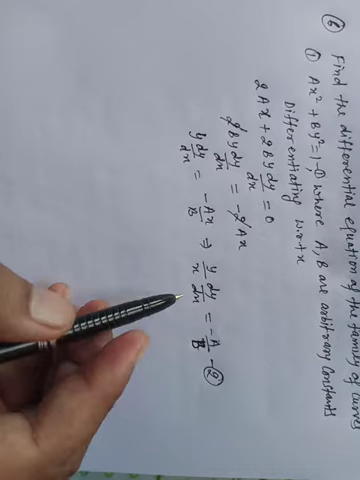 ⑥ Find the differential equation of the family of curves
① Ax² + By² = 1 -① where A, B are arbitrary constants
Differentiating w.r.t x
2Ax + 2By dy/dx = 0
2By dy/dx = -2Ax
y dy/dx = -Ax/B ⇒ y/x dy/dx = -A/B -②